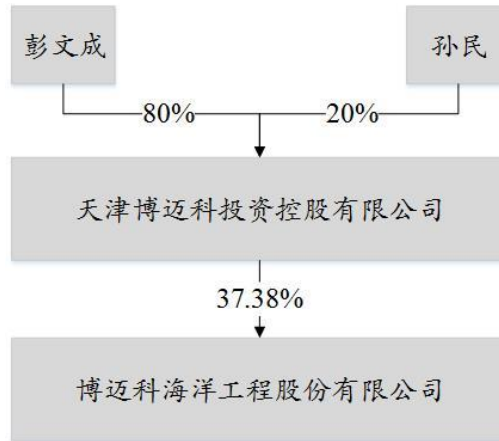 彭文成
孙民
80%
20%
天津博迈科投资控股有限公司
37.38%
博迈科海洋工程股份有限公司